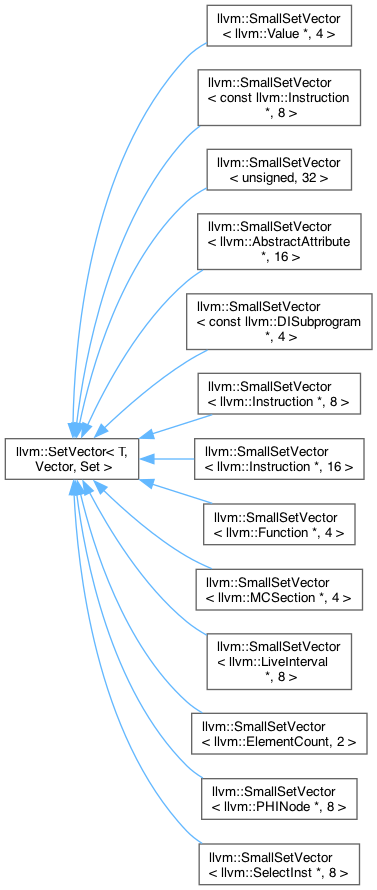 llvm::SmallSetVector
< llvm::Value *, 4 >
llvm::SmallSetVector
< const llvm::Instruction
*, 8 >
llvm::SmallSetVector
< unsigned, 32 >
llvm::SmallSetVector
< llvm::AbstractAttribute
*, 16 >
llvm::SmallSetVector
< const llvm::DISubprogram
*, 4 >
llvm::SmallSetVector
< llvm::Instruction *, 8 >
llvm::SetVector< T,
Vector, Set >
llvm::SmallSetVector
< llvm::Instruction *, 16 >
llvm::SmallSetVector
< llvm::Function *, 4 >
llvm::SmallSetVector
< llvm::MCSection *, 4 >
llvm::SmallSetVector
< llvm::LiveInterval
*, 8 >
llvm::SmallSetVector
< llvm::ElementCount, 2 >
llvm::SmallSetVector
< llvm::PHINode *, 8 >
llvm::SmallSetVector
< llvm::SelectInst *, 8 >